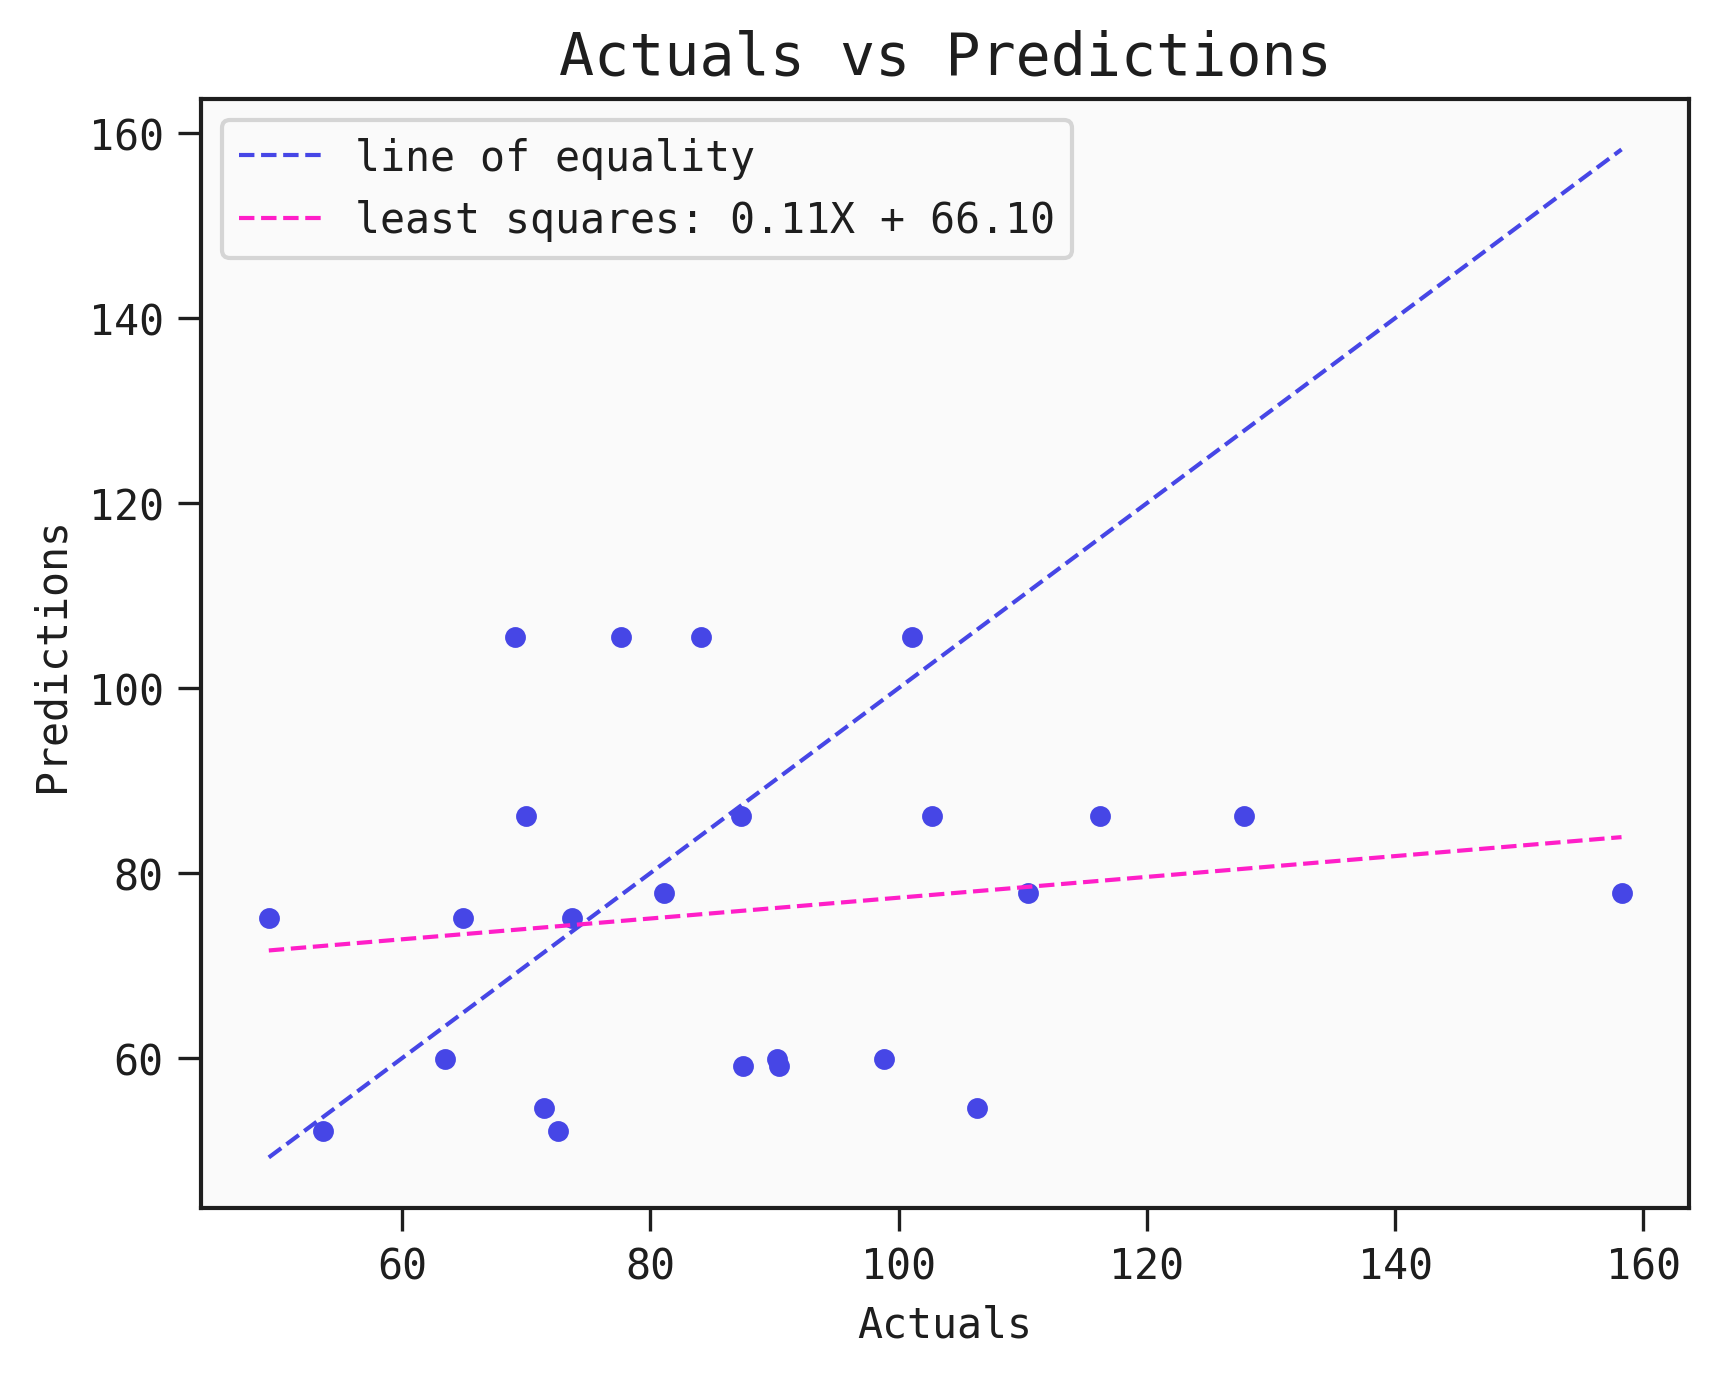 Actuals vs Predictions
line of equality
least squares: 0.11X + 66.10
160
140
120
100
80
60
Predictions
60 80 100 120 140 160
Actuals